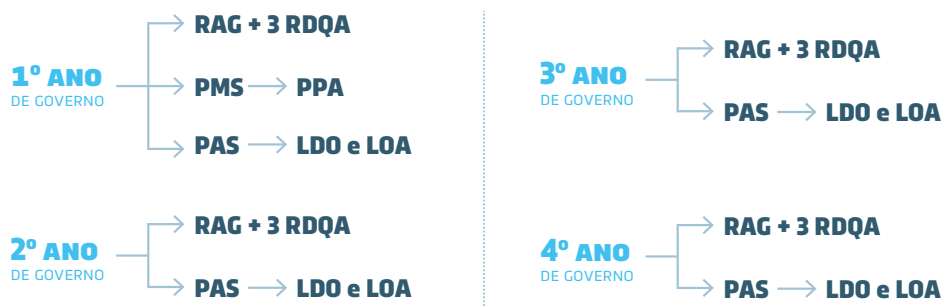 1º ANO
DE GOVERNO
RAG + 3 RDQA
PMS PPA
PAS LDO e LOA
2º ANO
DE GOVERNO
RAG + 3 RDQA
PAS LDO e LOA
3º ANO
DE GOVERNO
RAG + 3 RDQA
PAS LDO e LOA
4º ANO
DE GOVERNO
RAG + 3 RDQA
PAS LDO e LOA